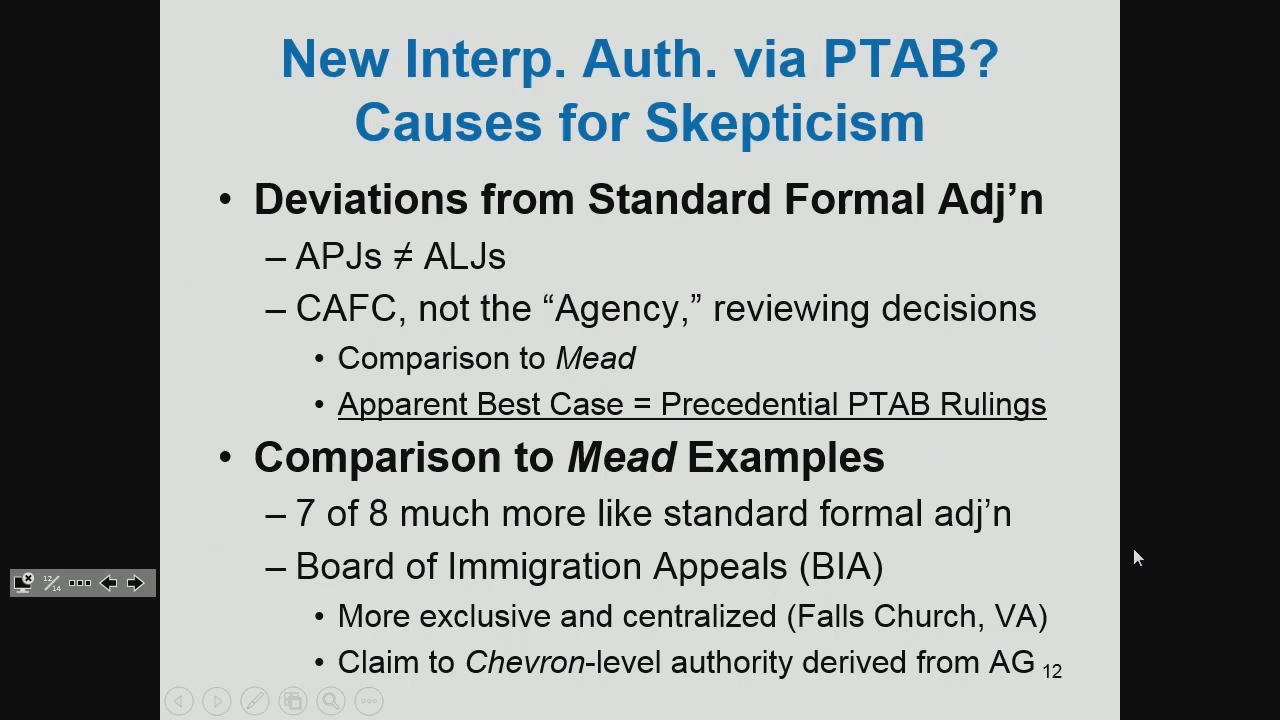 New Interp. Auth. via PTAB?
Causes for Skepticism
• Deviations from Standard Formal Adj’n
– APJs ≠ ALJs
– CAFC, not the “Agency,” reviewing decisions
• Comparison to Mead
• Apparent Best Case = Precedential PTAB Rulings
• Comparison to Mead Examples
– 7 of 8 much more like standard formal adj’n
– Board of Immigration Appeals (BIA)
• More exclusive and centralized (Falls Church, VA)
• Claim to Chevron-level authority derived from AG 12
12/14